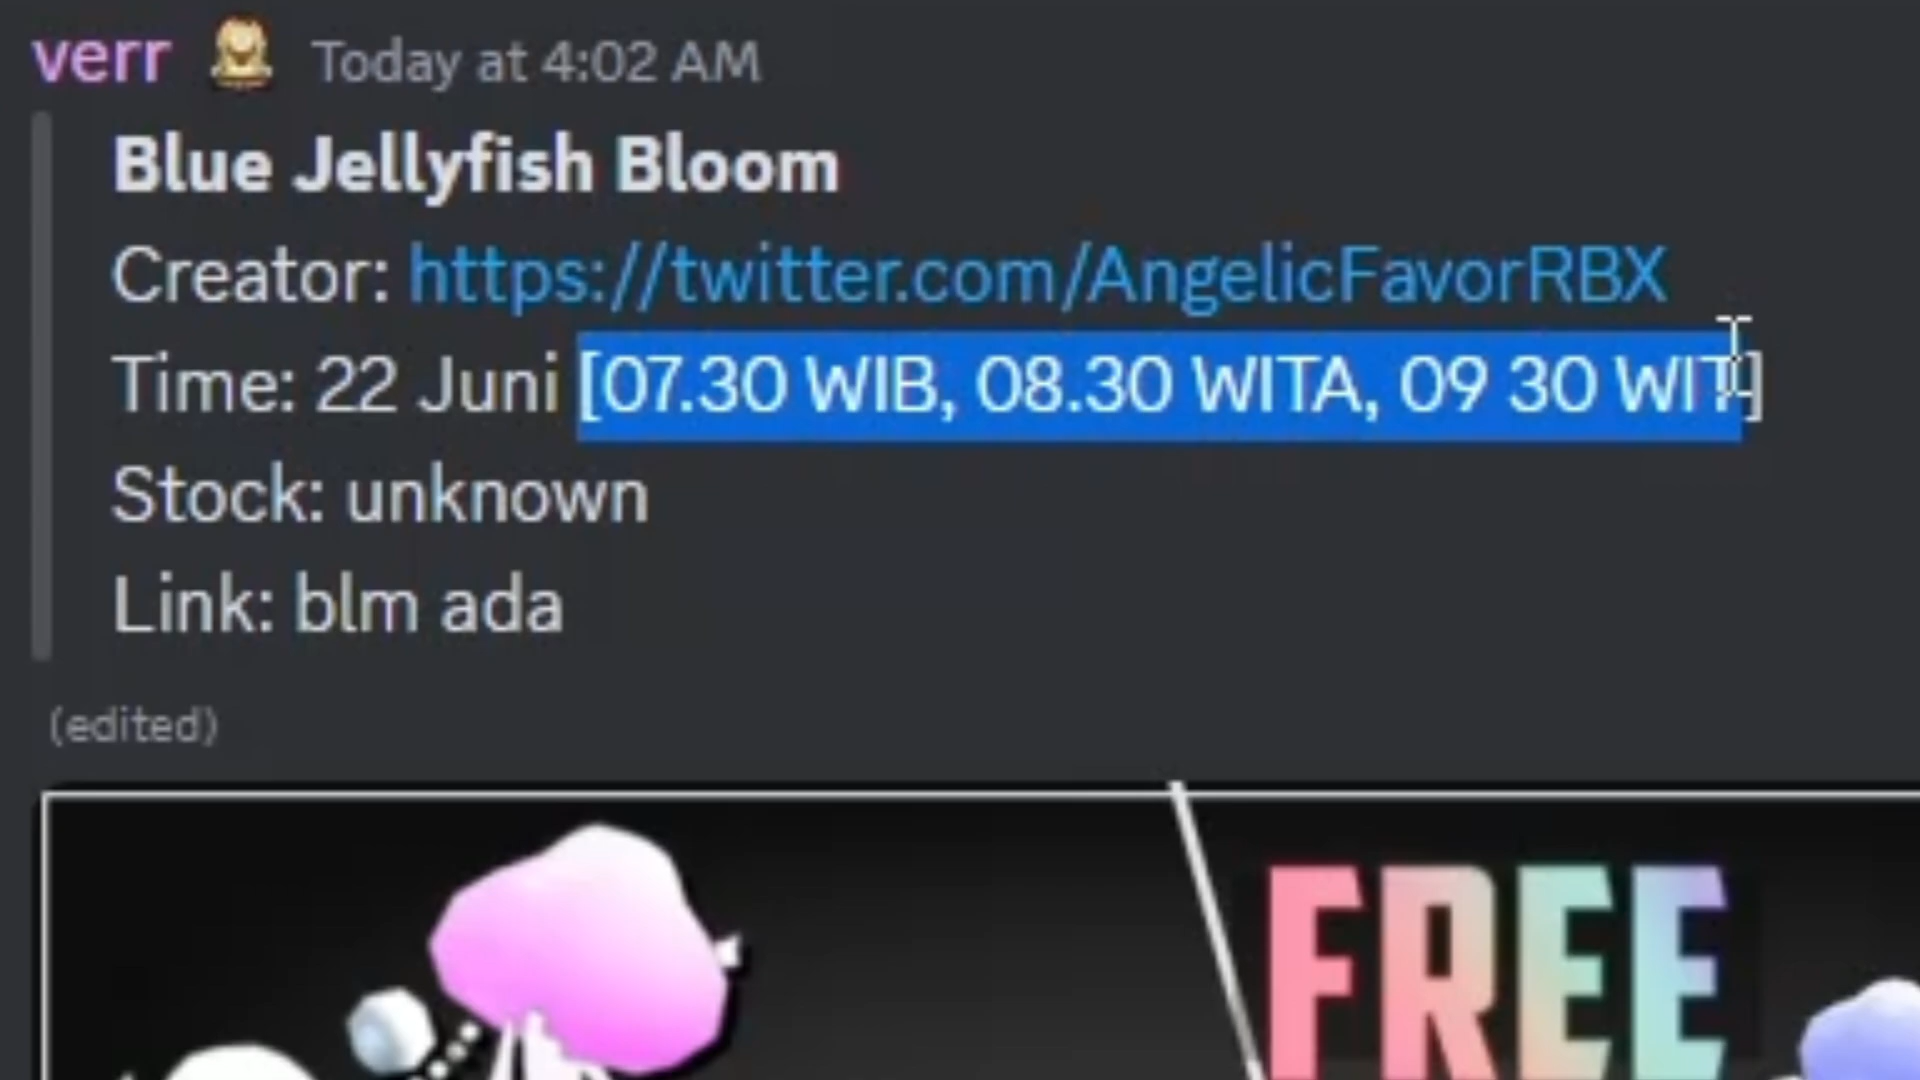 verr Today at 4:02 AM
Blue Jellyfish Bloom
Creator: https://twitter.com/AngelicFavorRBX
Time: 22 Juni [07.30 WIB, 08.30 WITA, 09 30 WIT]
Stock: unknown
Link: blm ada
(edited)
FREE